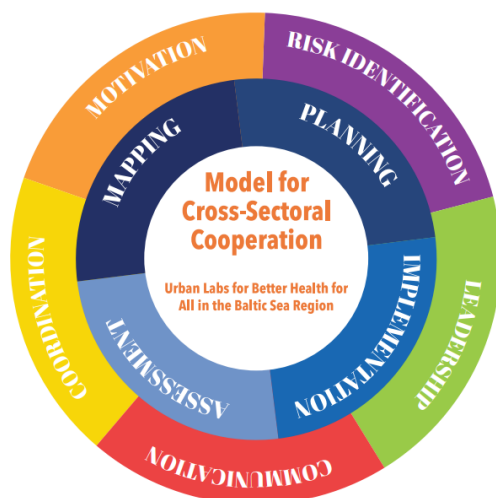 Model for
Cross-Sectoral
Cooperation
Urban Labs for Better Health for
All in the Baltic Sea Region
MAPPING
PLANNING
IMPLEMENTATION
ASSESSMENT
MOTIVATION
RISK IDENTIFICATION
LEADERSHIP
COMMUNICATION
COORDINATION